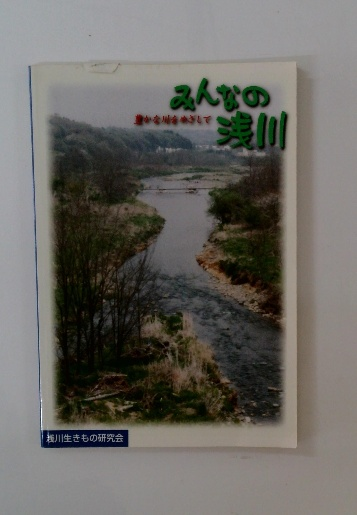 みんなの
豊かな川をめざして
浅川
浅川生きもの研究会